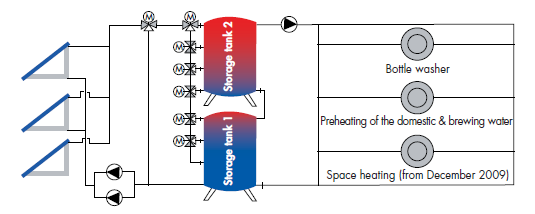 M
M
M
M
M
M
M
M
Storage tank 2
Storage tank 1
Bottle washer
Preheating of the domestic & brewing water
Space heating (from December 2009)